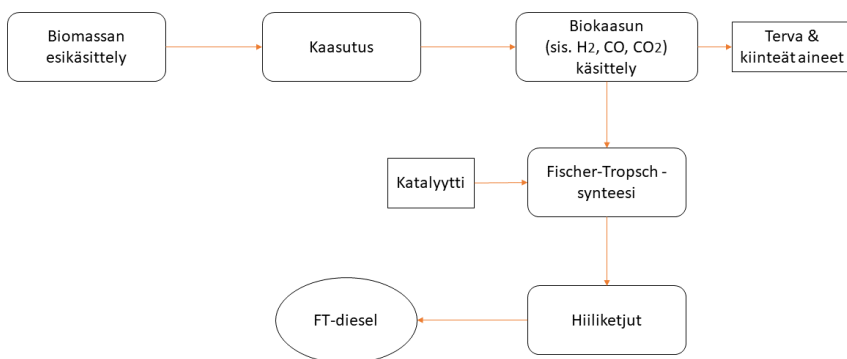 Biomassan
esikäsittely
Kaasutus
Biokaasun
(sis. H2, CO, CO2)
käsittely
Terva &
kiinteät aineet
Katalyytti
Fischer-Tropsch -
synteesi
FT-diesel
Hiiliketjut